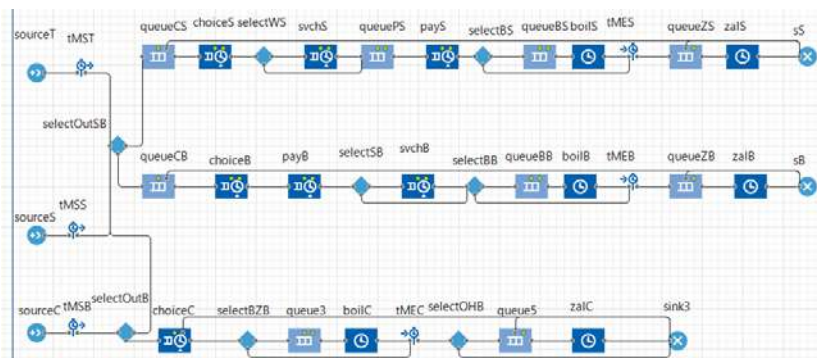 sourceT tMST queueCS choiceS selectWS svchS queuePS payS selectBS queueBS boilS tMES queueZS zalS sS
selectOutSB
queueCB choiceB payB selectSB svchB selectBB queueBB boilB tMEB queueZB zalB sB
sourceS tMSS
sourceC tMSB selectOutB choiceC selectBZB queue3 boilC tMEC selectOHB queue5 zalC sink3